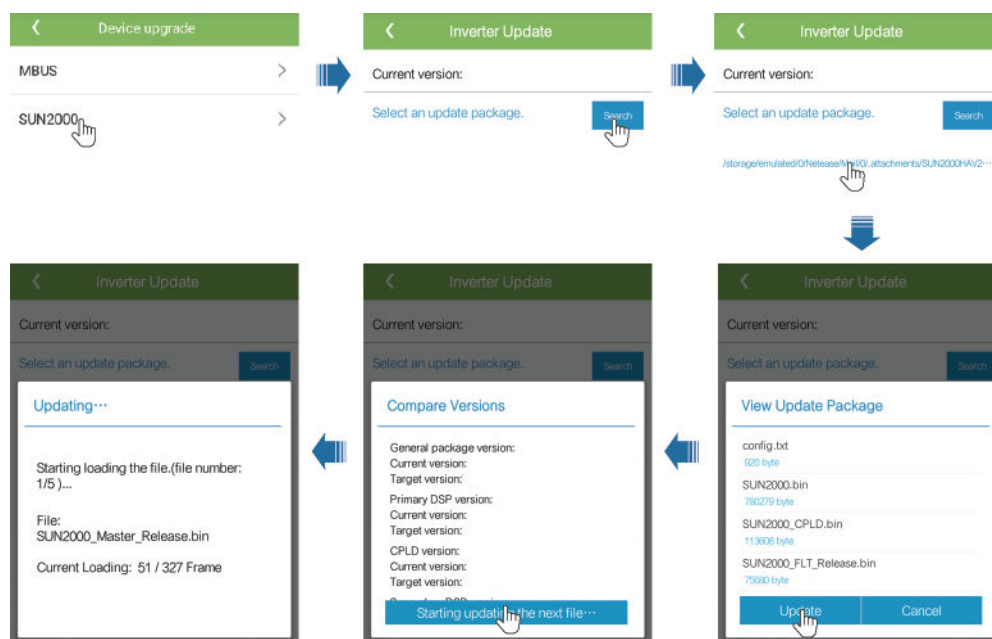 Device upgrade
MBUS
SUN2000
Inverter Update
Current version:
Select an update package.
Search
Inverter Update
Current version:
Select an update package.
Search
/storage/emulated/0/Netease/Mail/0/.attachments/SUN2000HAV2···
Inverter Update
Current version:
Select an update package.
Search
View Update Package
config.txt
920 byte
SUN2000.bin
780279 byte
SUN2000_CPLD.bin
113608 byte
SUN2000_FLT_Release.bin
75680 byte
Update
Cancel
Inverter Update
Current version:
Select an update package.
Search
Compare Versions
General package version:
Current version:
Target version:
Primary DSP version:
Current version:
Target version:
CPLD version:
Current version:
Target version:
Starting updating the next file···
Inverter Update
Current version:
Select an update package.
Search
Updating···
Starting loading the file.(file number:
1/5 )...
File:
SUN2000_Master_Release.bin
Current Loading: 51 / 327 Frame